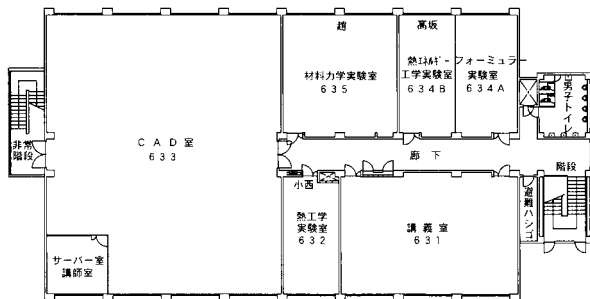 趙
材料力学実験室
635
高坂
熱エネルギー
工学実験室
634B
フォーミュラー
実験室
634A
男子トイレ
CAD室
633
非常
階段
廊下
階段
小西
熱工学
実験室
632
講義室
631
避難ハシゴ
サーバー室
講師室